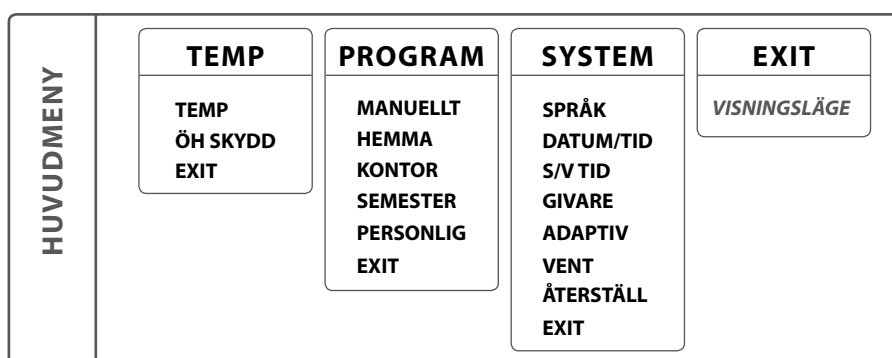 HUVUDMENY
TEMP
TEMP
ÖH SKYDD
EXIT
PROGRAM
MANUELLT
HEMMA
KONTOR
SEMESTER
PERSONLIG
EXIT
SYSTEM
SPRÅK
DATUM/TID
S/V TID
GIVARE
ADAPTIV
VENT
ÅTERSTÄLL
EXIT
EXIT
VISNINGSLÄGE